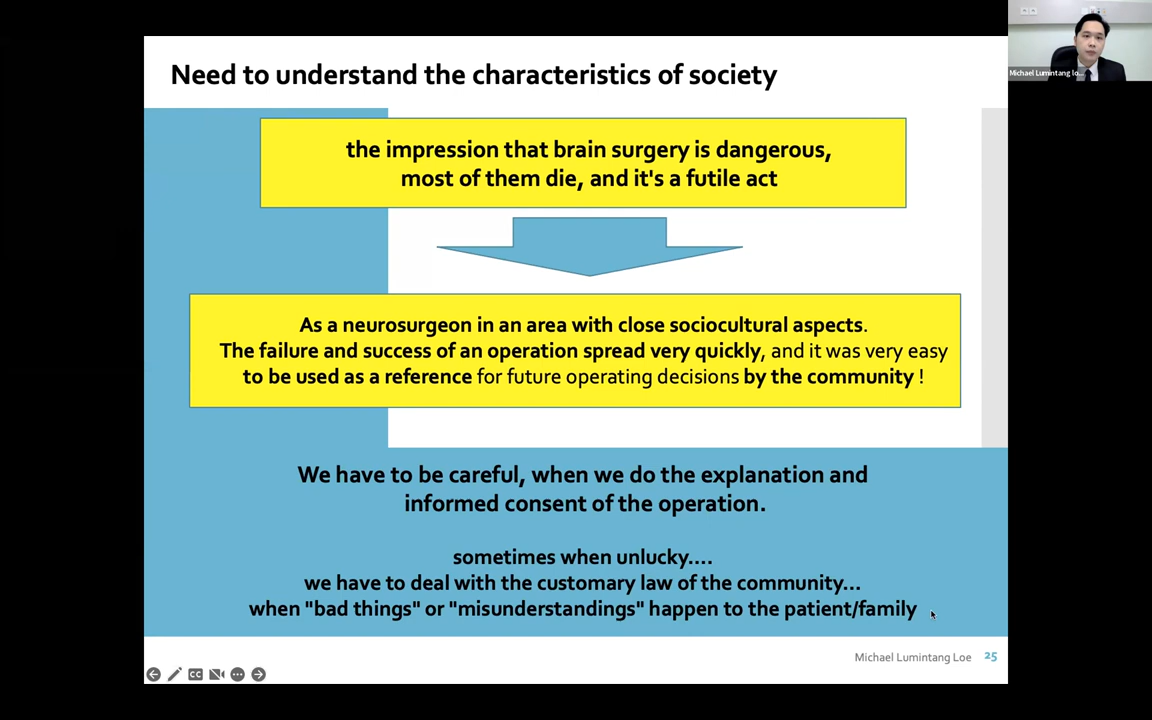 Need to understand the characteristics of society
the impression that brain surgery is dangerous,
most of them die, and it's a futile act
As a neurosurgeon in an area with close sociocultural aspects.
The failure and success of an operation spread very quickly, and it was very easy
to be used as a reference for future operating decisions by the community !
We have to be careful, when we do the explanation and
informed consent of the operation.
sometimes when unlucky....
we have to deal with the customary law of the community...
when "bad things" or "misunderstandings" happen to the patient/family
Michael Lumintang Loe 25
Michael Lumintang lo...
CC